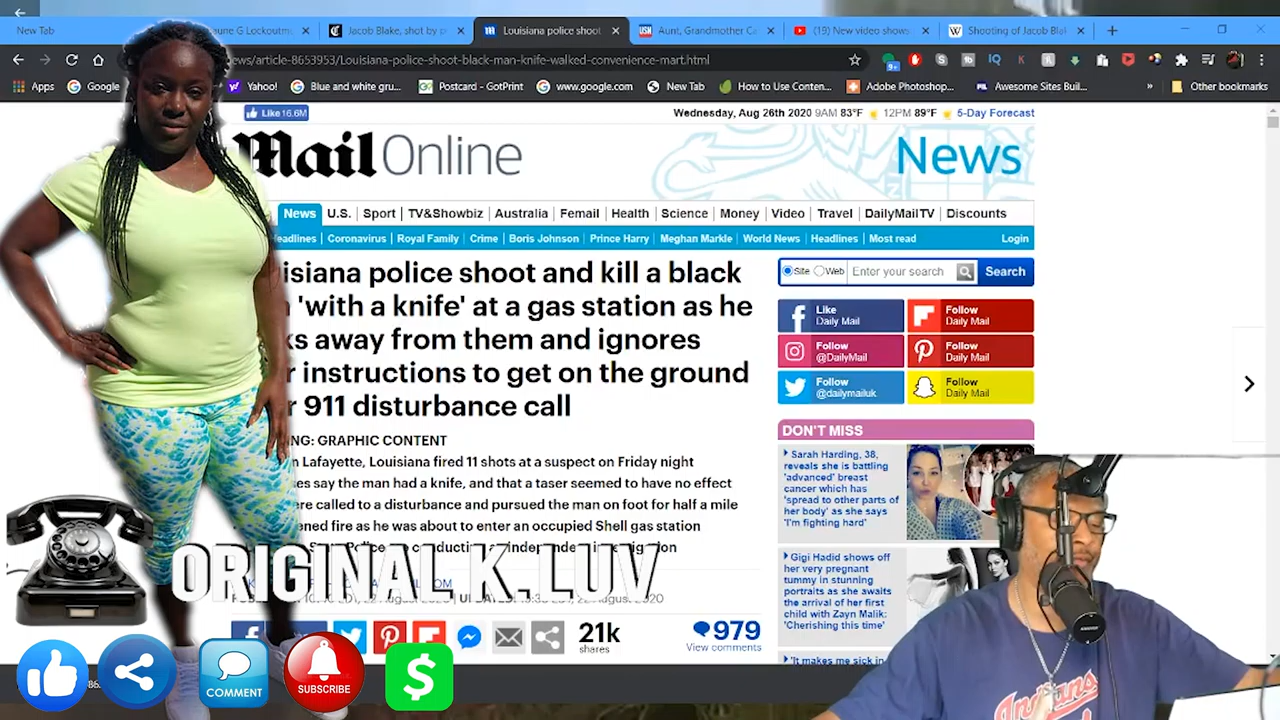 New Tab
Jacob Blake, shot by p
Louisiana police shoot
Aunt, Grandmother C
(19) New video shows
Shooting of Jacob Blak
ews/article-8653953/Louisiana-police-shoot-black-man-knife-walked-convenience-mart.html
Apps
Google
Yahoo!
Blue and white gru...
Postcard - GotPrint
www.google.com
New Tab
How to Use Conten...
Adobe Photoshop...
Awesome Sites Buil...
Other bookmarks
Like 16.6M
Wednesday, Aug 26th 2020 9AM 83°F 12PM 89°F 5-Day Forecast
Mail Online
News
News U.S. Sport TV&Showbiz Australia Femail Health Science Money Video Travel DailyMailTV Discounts
eadlines Coronavirus Royal Family Crime Boris Johnson Prince Harry Meghan Markle World News Headlines Most read Login
isiana police shoot and kill a black
'with a knife' at a gas station as he
ks away from them and ignores
r instructions to get on the ground
r 911 disturbance call
NG: GRAPHIC CONTENT
n Lafayette, Louisiana fired 11 shots at a suspect on Friday night
es say the man had a knife, and that a taser seemed to have no effect
ere called to a disturbance and pursued the man on foot for half a mile
ened fire as he was about to enter an occupied Shell gas station
Site Web Enter your search Search
Like
Daily Mail
Follow
Daily Mail
Follow
@DailyMail
Follow
Daily Mail
Follow
@dailymailuk
Follow
Daily Mail
DON'T MISS
Sarah Harding, 38,
reveals she is battling
'advanced' breast
cancer which has
'spread to other parts of
her body' as she says
'I'm fighting hard'
Gigi Hadid shows off
her very pregnant
tummy in stunning
portraits as she awaits
the arrival of her first
child with Zayn Malik:
'Cherishing this time'
'It makes me sick in
ORIGINAL K.LUV
21k
shares
979
View comments
COMMENT
SUBSCRIBE
$